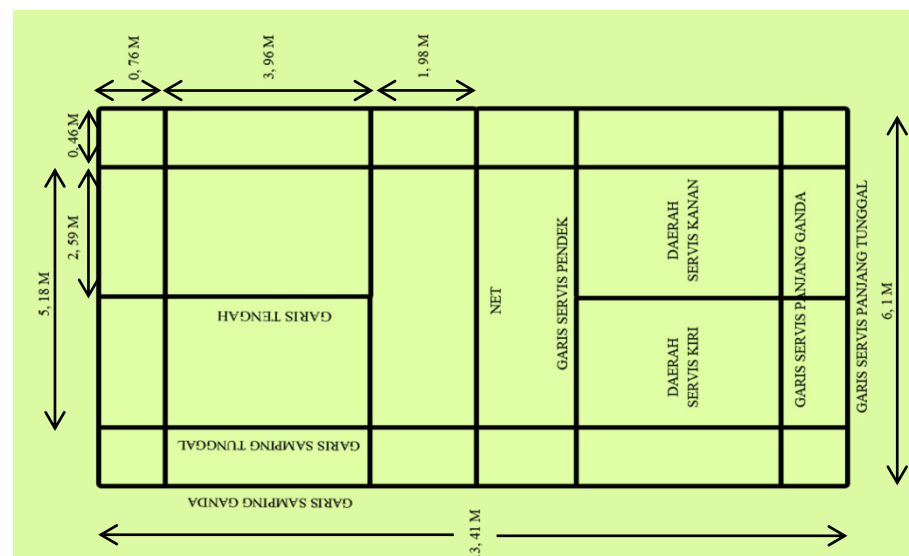 0, 76 M
3, 96 M
1, 98 M
0, 46 M
2, 59 M
5, 18 M
GARIS TENGAH
GARIS SAMPING TUNGGAL
GARIS SAMPING GANDA
NET
GARIS SERVIS PENDEK
DAERAH
SERVIS KANAN
DAERAH
SERVIS KIRI
GARIS SERVIS PANJANG GANDA
GARIS SERVIS PANJANG TUNGGAL
6, 1 M
3, 41 M